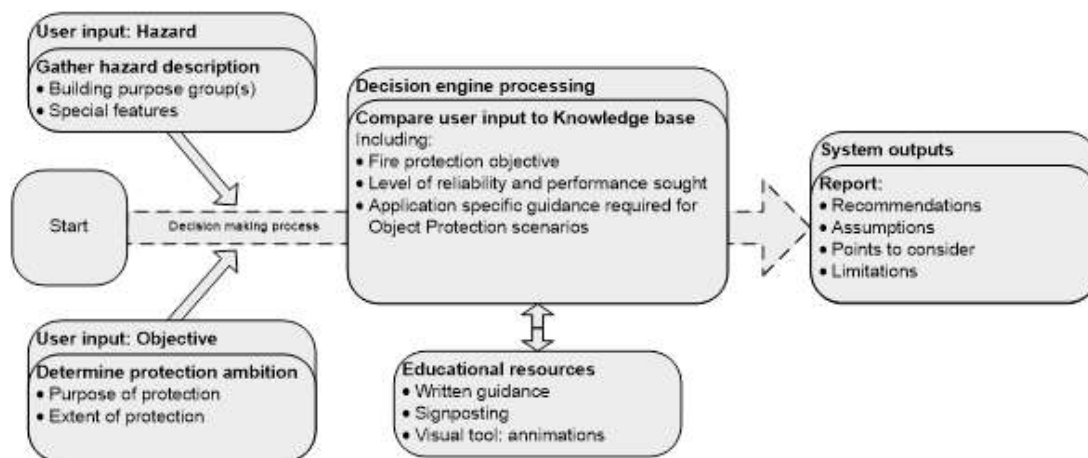 User input: Hazard
Gather hazard description
• Building purpose group(s)
• Special features
Start
Decision making process
User input: Objective
Determine protection ambition
• Purpose of protection
• Extent of protection
Decision engine processing
Compare user input to Knowledge base
Including:
• Fire protection objective
• Level of reliability and performance sought
• Application specific guidance required for
Object Protection scenarios
Educational resources
• Written guidance
• Signposting
• Visual tool: annimations
System outputs
Report:
• Recommendations
• Assumptions
• Points to consider
• Limitations